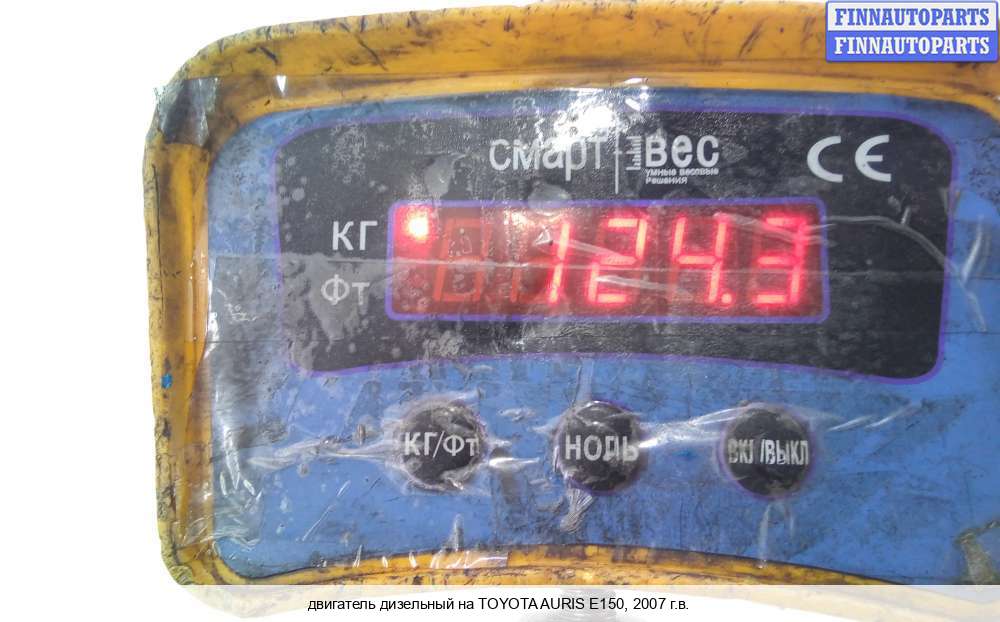 FINNAUTOPARTS
FINNAUTOPARTS
смарт вес
умные весовые
решения
CE
кг
124.3
Фт
КГ/Фт
НОЛЬ
ВКЛ/ВЫКЛ
двигатель дизельный на TOYOTA AURIS E150, 2007 г.в.